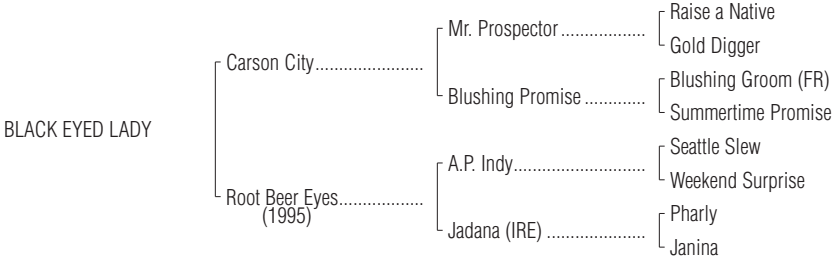 Raise a Native
Mr. Prospector..................
Gold Digger
Carson City.......................
Blushing Groom (FR)
Blushing Promise.............
Summertime Promise
BLACK EYED LADY
Seattle Slew
A.P. Indy............................
Weekend Surprise
Root Beer Eyes..................
(1995)
Pharly
Jadana (IRE) .....................
Janina